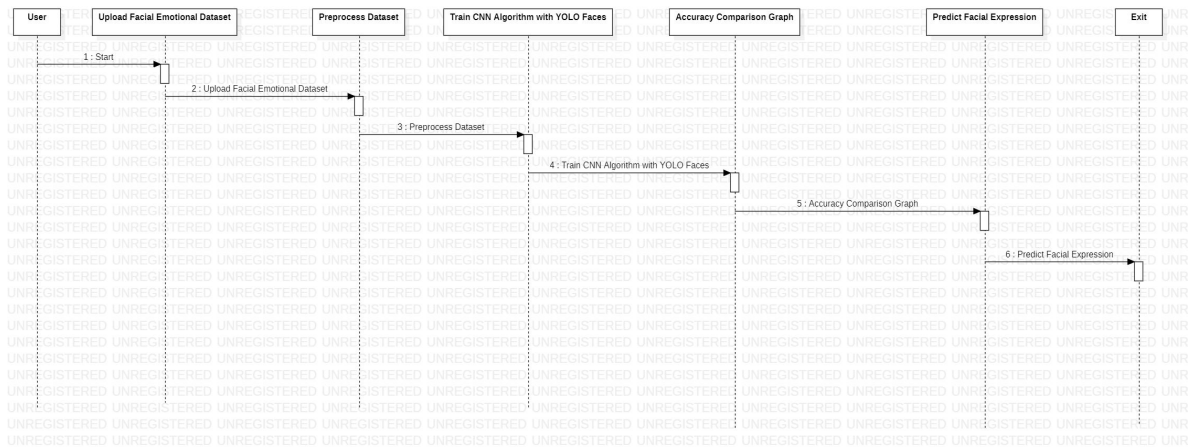 User
Upload Facial Emotional Dataset
Preprocess Dataset
Train CNN Algorithm with YOLO Faces
Accuracy Comparison Graph
Predict Facial Expression
Exit
1 : Start
2 : Upload Facial Emotional Dataset
3 : Preprocess Dataset
4 : Train CNN Algorithm with YOLO Faces
5 : Accuracy Comparison Graph
6 : Predict Facial Expression
UNREGISTERED